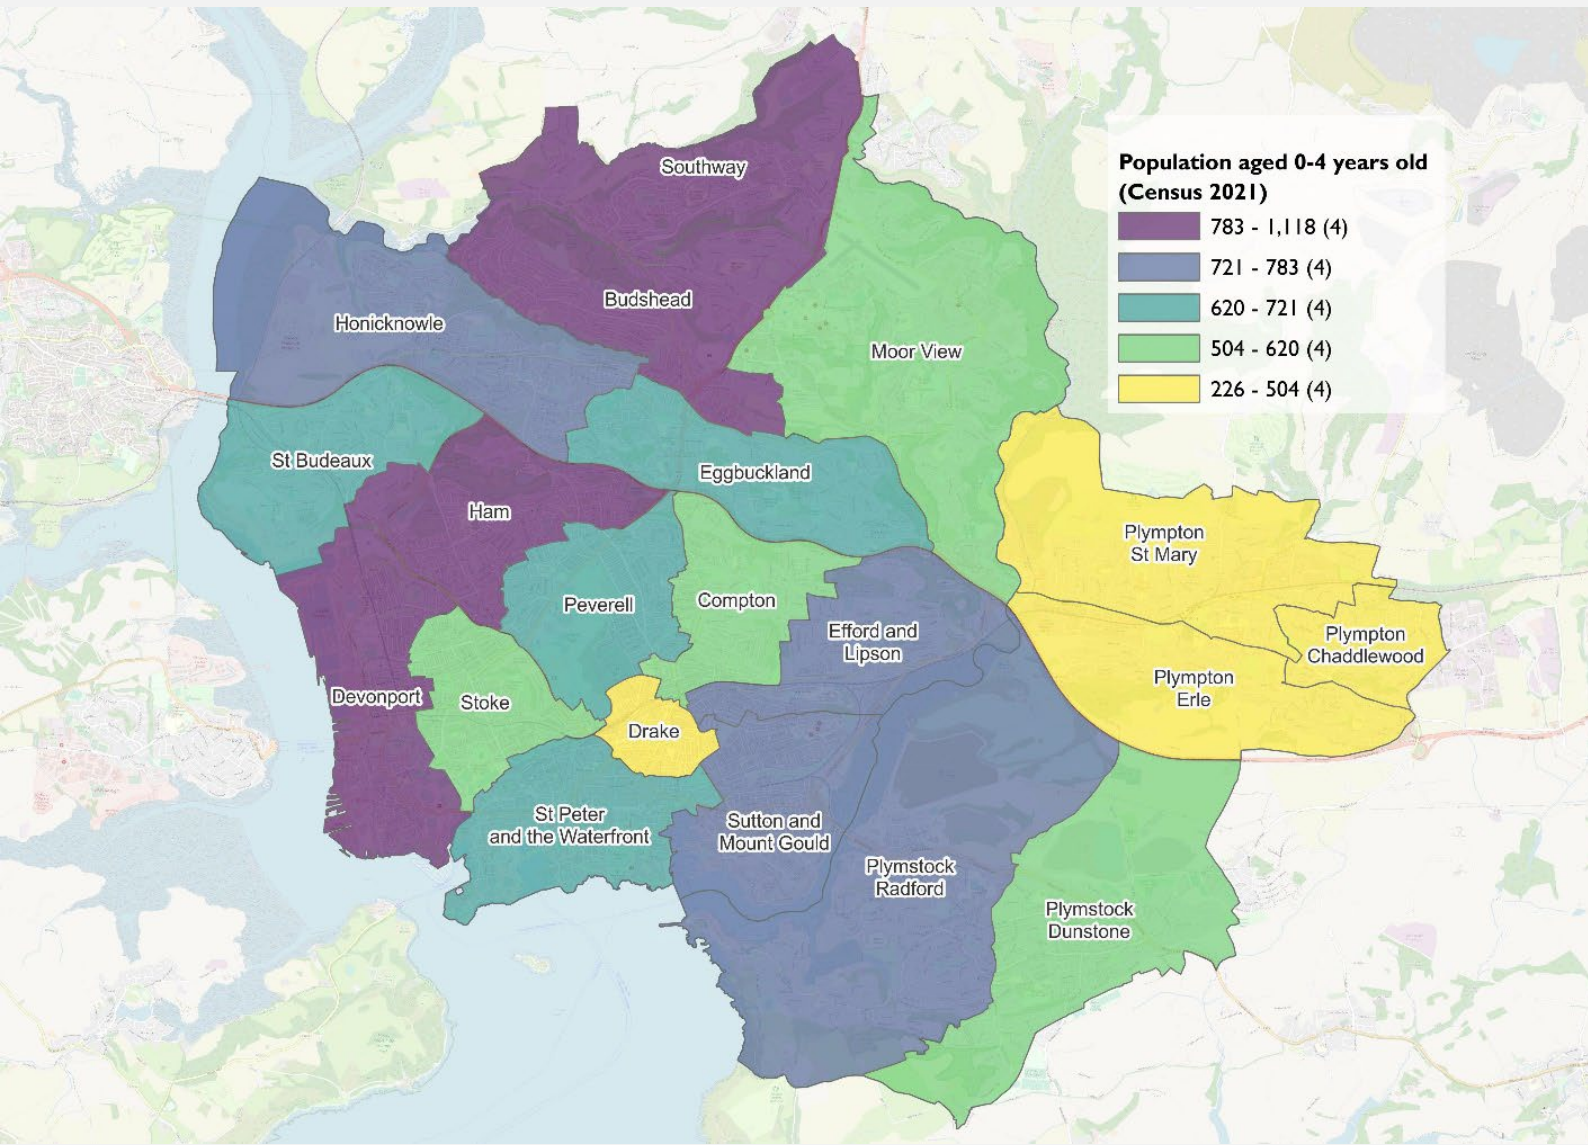 Population aged 0-4 years old
(Census 2021)
783 - 1,118 (4)
721 - 783 (4)
620 - 721 (4)
504 - 620 (4)
226 - 504 (4)
Southway
Budshead
Honicknowle
Moor View
St Budeaux
Eggbuckland
Ham
Plympton
St Mary
Peverell
Compton
Efford and
Lipson
Plympton
Chaddlewood
Devonport
Stoke
Plympton
Erle
Drake
St Peter
and the Waterfront
Sutton and
Mount Gould
Plymstock
Radford
Plymstock
Dunstone